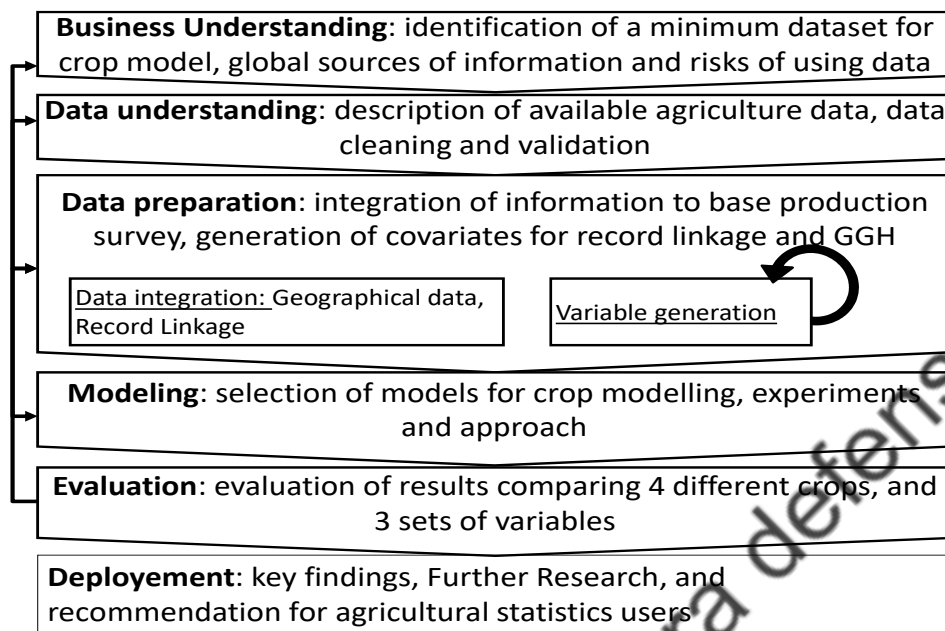 Business Understanding: identification of a minimum dataset for
crop model, global sources of information and risks of using data
Data understanding: description of available agriculture data, data
cleaning and validation
Data preparation: integration of information to base production
survey, generation of covariates for record linkage and GGH
Data integration: Geographical data,
Record Linkage
Variable generation
Modeling: selection of models for crop modelling, experiments
and approach
Evaluation: evaluation of results comparing 4 different crops, and
3 sets of variables
Deployement: key findings, Further Research, and
recommendation for agricultural statistics users
ra defens